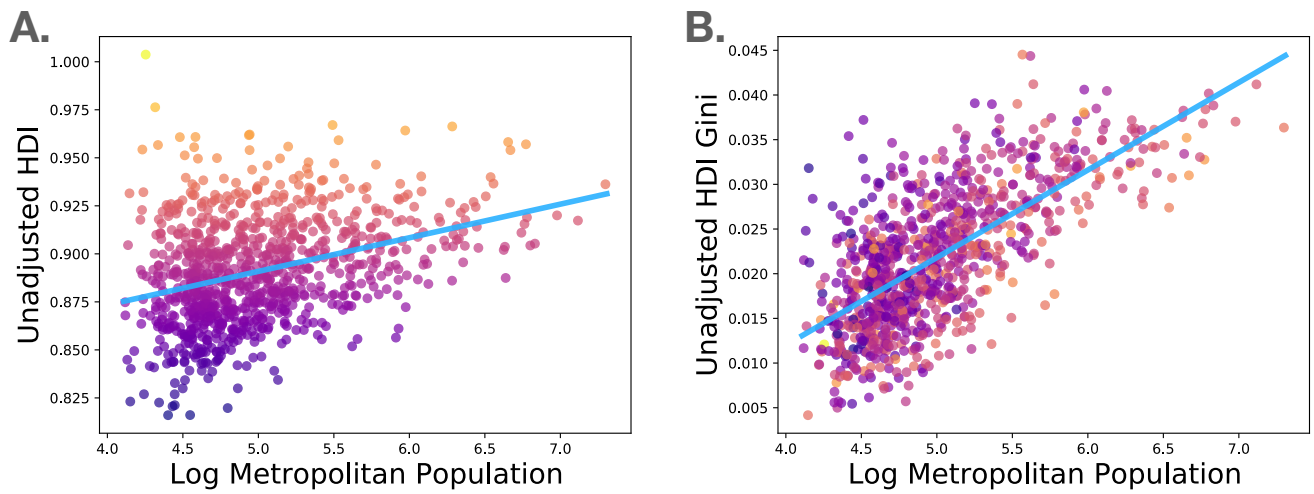 A.
Unadjusted HDI
1.000
0.975
0.950
0.925
0.900
0.875
0.850
0.825
4.0 4.5 5.0 5.5 6.0 6.5 7.0
Log Metropolitan Population
B.
Unadjusted HDI Gini
0.045
0.040
0.035
0.030
0.025
0.020
0.015
0.010
0.005
4.0 4.5 5.0 5.5 6.0 6.5 7.0
Log Metropolitan Population